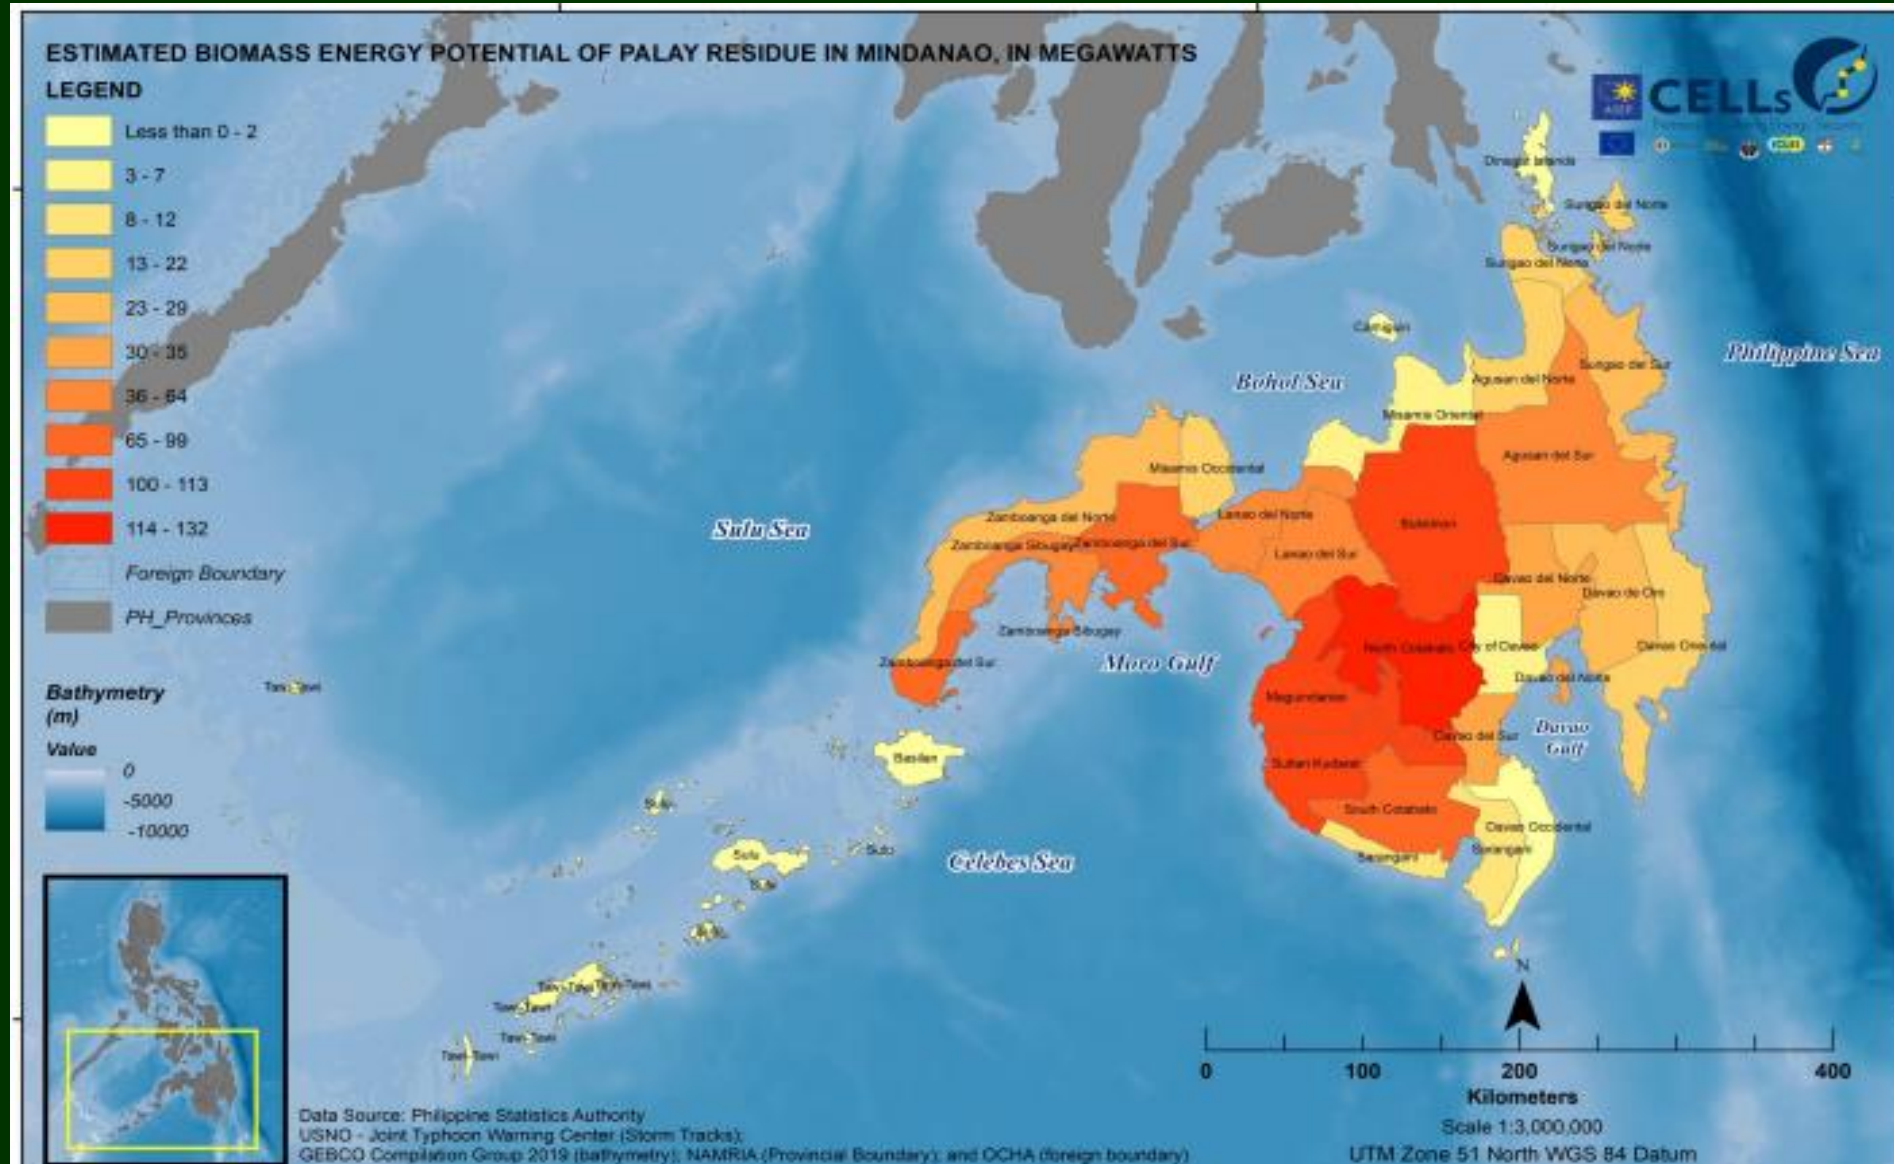 ESTIMATED BIOMASS ENERGY POTENTIAL OF PALAY RESIDUE IN MINDANAO, IN MEGAWATTS
LEGEND
Less than 0 - 2
3 - 7
8 - 12
13 - 22
23 - 29
30 - 35
36 - 64
65 - 99
100 - 113
114 - 132
Foreign Boundary
PH_Provinces
Bathymetry
(m)
Value
0
-5000
-10000
CELLs
Dinagat Islands
Surigao del Norte
Surigao del Norte
Surigao del Norte
Camiguin
Philippine Sea
Bohol Sea
Surigao del Sur
Agusan del Norte
Misamis Oriental
Agusan del Sur
Misamis Occidental
Zamboanga del Norte
Lanao del Norte
Bukidnon
Sulu Sea
Zamboanga Sibugay
Zamboanga del Sur
Lanao del Sur
Davao del Norte
Davao de Oro
Zamboanga Sibugay
North Cotabato
City of Davao
Davao Oriental
Zamboanga del Sur
Moro Gulf
Davao del Norte
Tawi-Tawi
Maguindanao
Davao del Sur
Davao
Gulf
Basilan
Sultan Kudarat
Sulu
South Cotabato
Davao Occidental
Sulu
Sulu
Celebes Sea
Sarangani
Sarangani
Sulu
Sulu
Tawi-Tawi
Tawi-Tawi
Tawi-Tawi
Tawi-Tawi
Tawi-Tawi
N
0
100
200
400
Kilometers
Scale 1:3,000,000
UTM Zone 51 North WGS 84 Datum
Data Source: Philippine Statistics Authority
USNO - Joint Typhoon Warning Center (Storm Tracks);
GEBCO Compilation Group 2019 (bathymetry); NAMRIA (Provincial Boundary); and OCHA (foreign boundary)